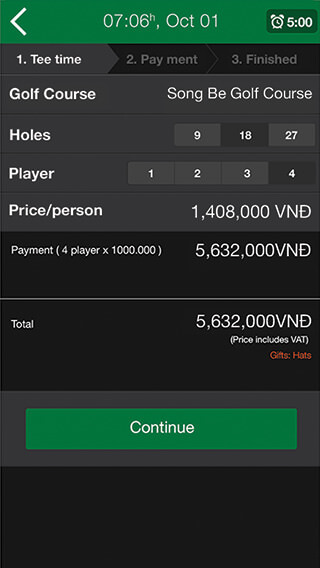 07:06h, Oct 01 5:00
1. Tee time 2. Pay ment 3. Finished
Golf Course Song Be Golf Course
Holes 9 18 27
Player 1 2 3 4
Price/person 1,408,000 VNĐ
Payment ( 4 player x 1000.000 ) 5,632,000VNĐ
Total 5,632,000VNĐ
(Price includes VAT)
Gifts: Hats
Continue